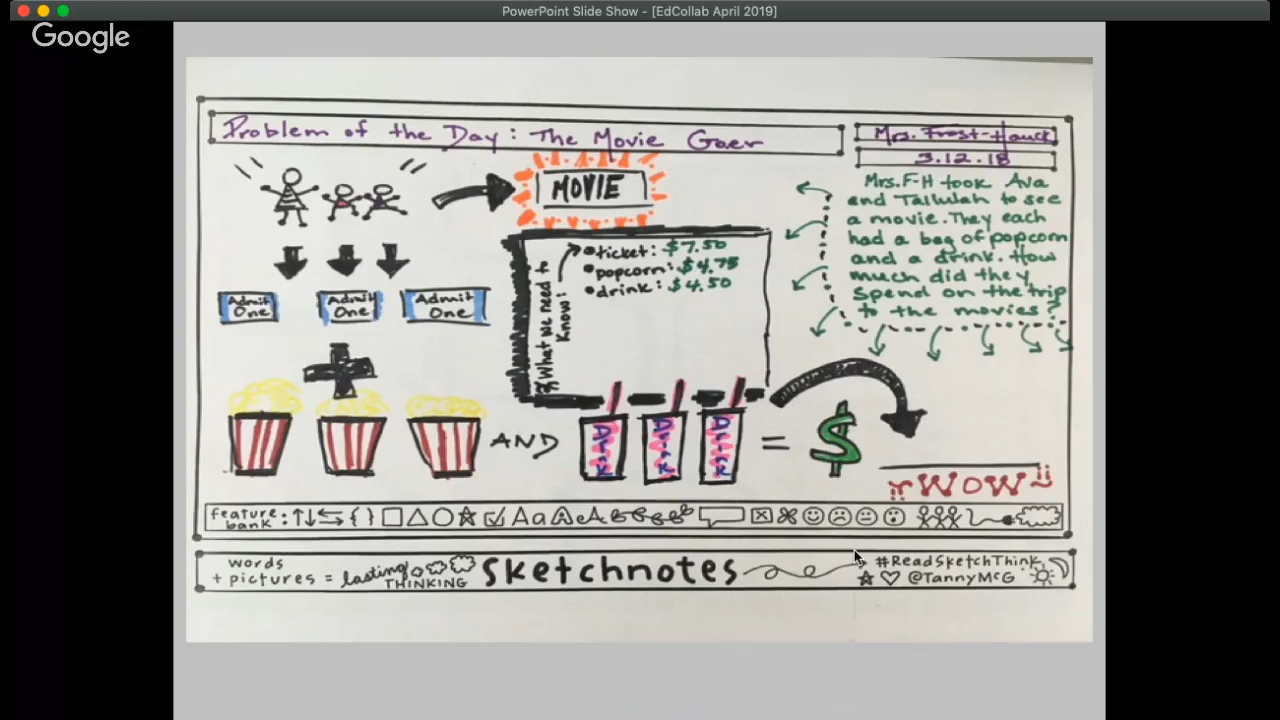 PowerPoint Slide Show - [EdCollab April 2019]
Google
Problem of the Day: The Movie Goer
Mrs. Frost-Hauck
3.12.18
MOVIE
Mrs. F-H took Ava
and Tallulah to see
a movie. They each
had a bag of popcorn
and a drink. How
much did they
spend on the trip
to the movies?
What we need to
Know:
•ticket: $7.50
•popcorn: $4.75
•drink: $4.50
Admit
One
Admit
One
Admit
One
+
AND
Drink
Drink
Drink
= $
WOW
feature
bank: ↑↓ { } Aa A A
words
+ pictures = lasting
THINKING
Sketchnotes
#ReadSketchThink
@TannyMcG